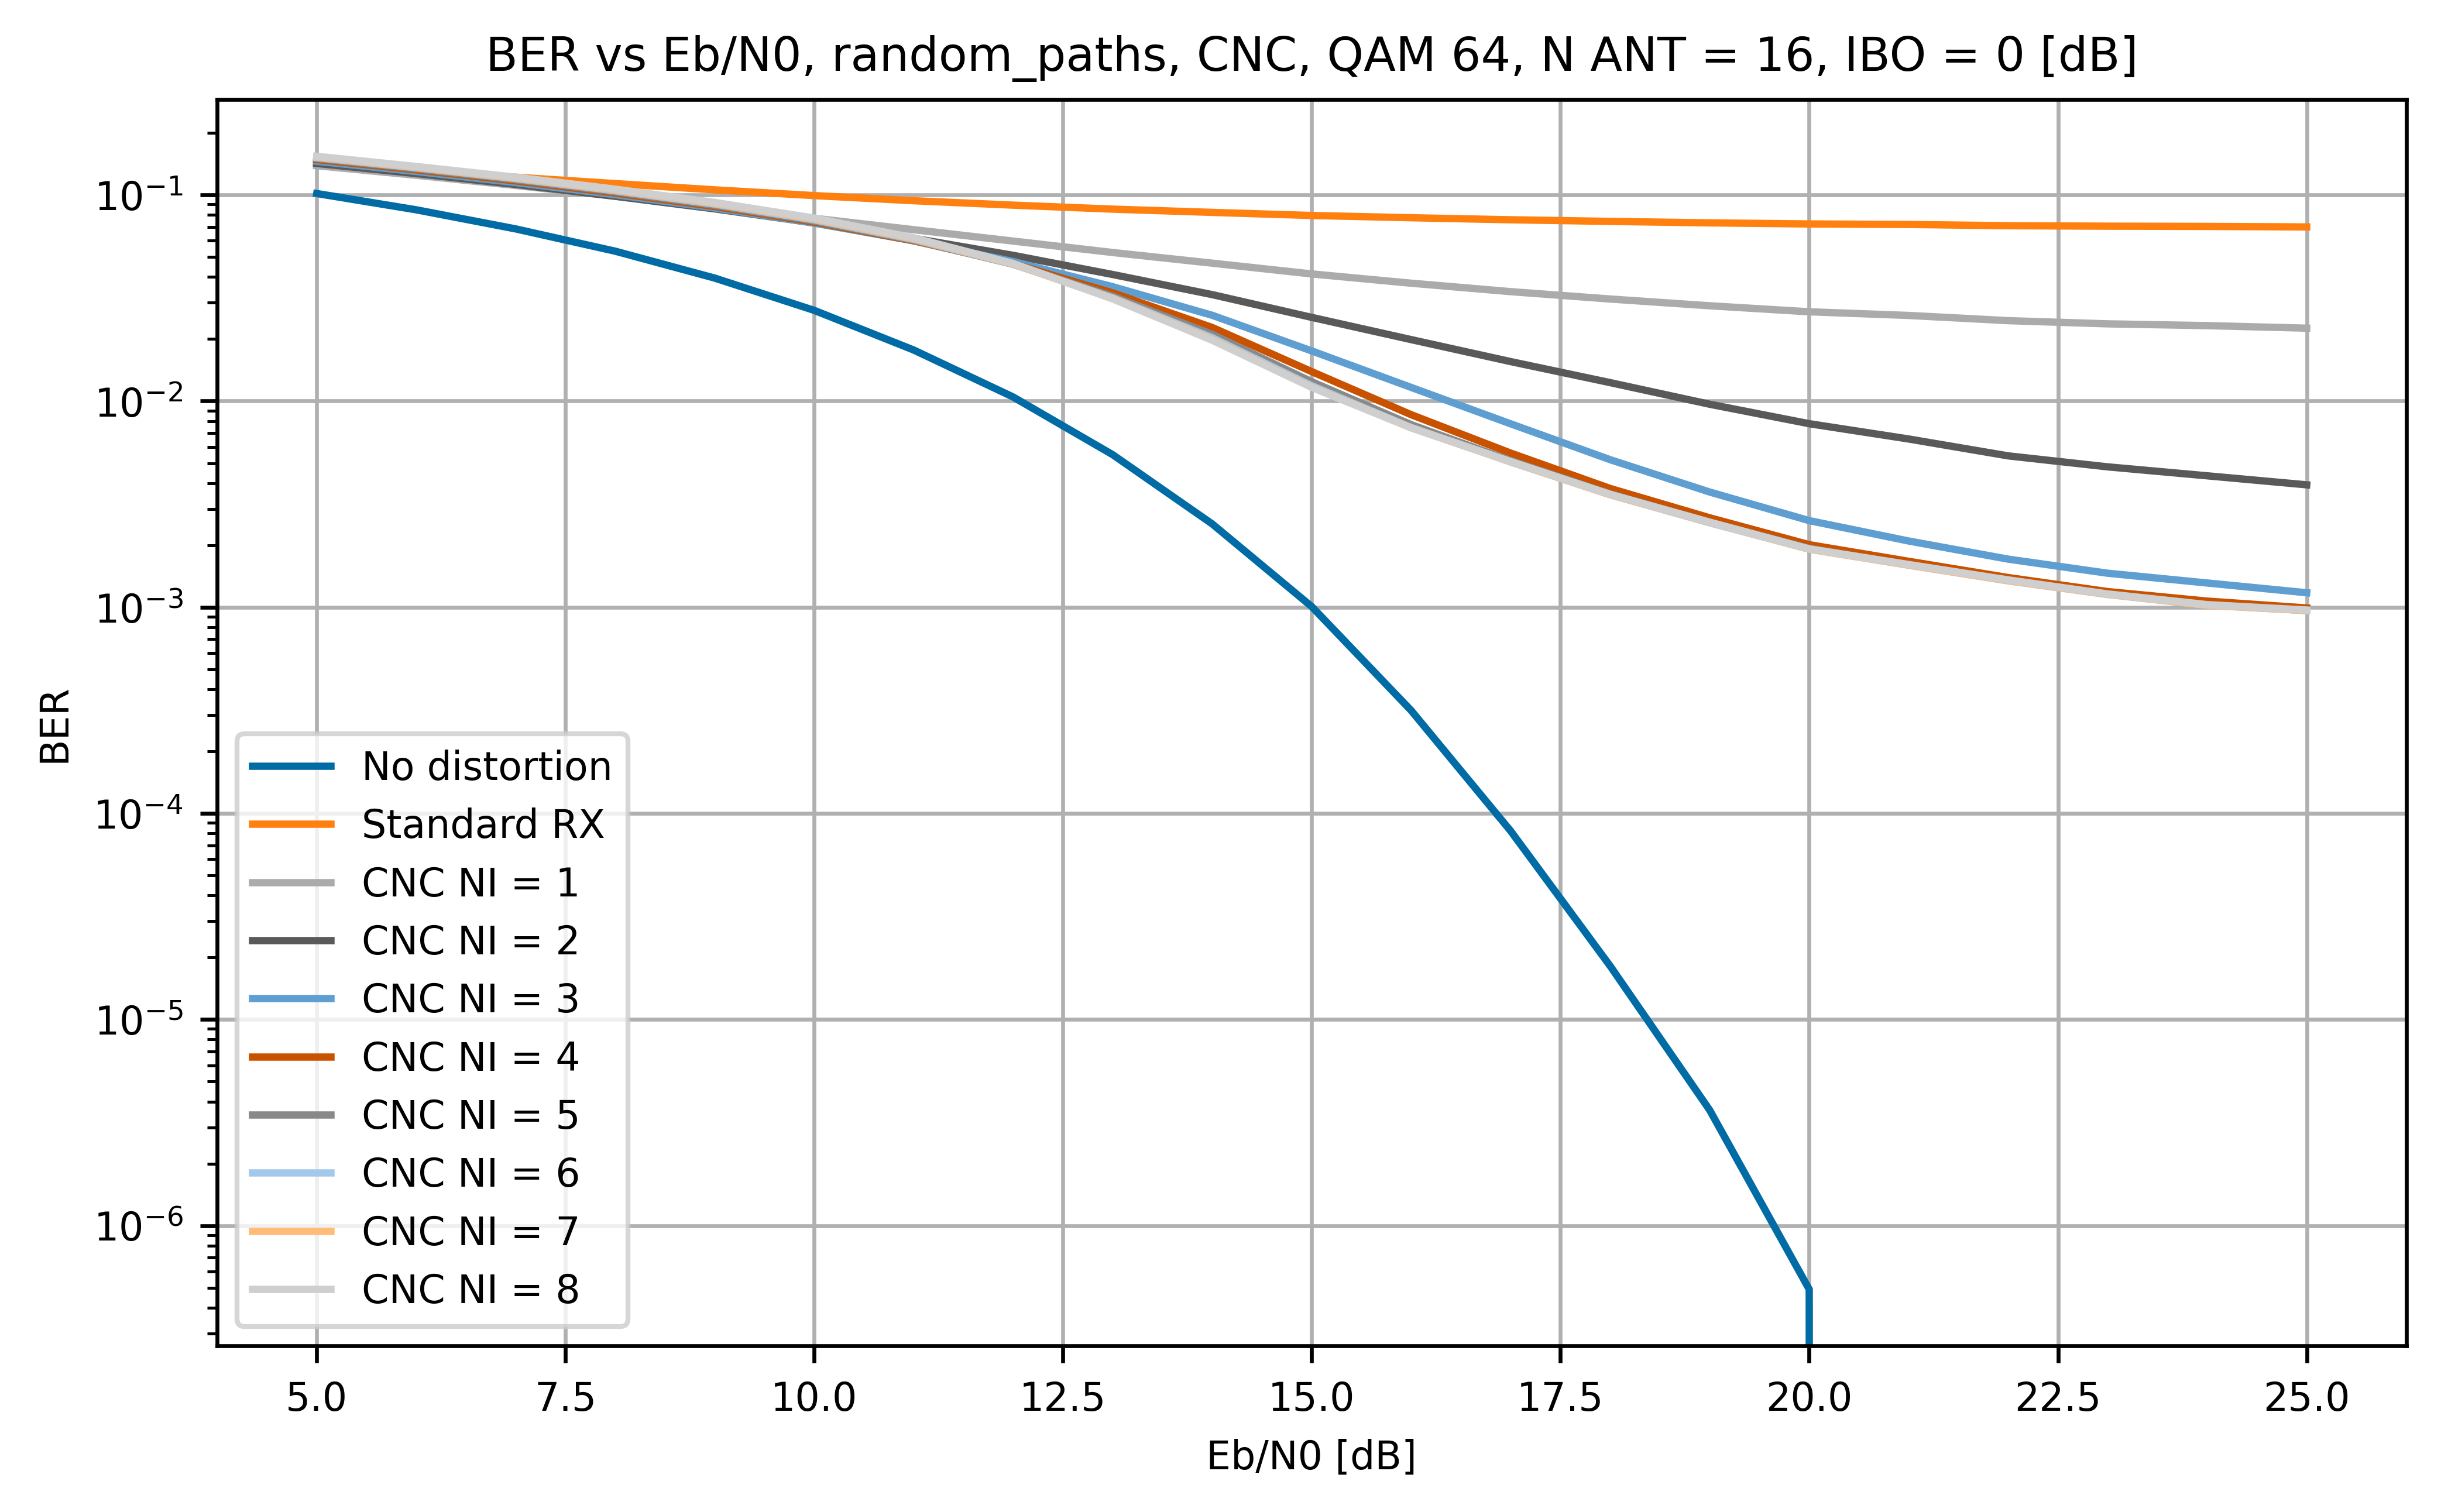 BER vs Eb/N0, random_paths, CNC, QAM 64, N ANT = 16, IBO = 0 [dB]
BER
10⁻¹
10⁻²
10⁻³
10⁻⁴
10⁻⁵
10⁻⁶
No distortion
Standard RX
CNC NI = 1
CNC NI = 2
CNC NI = 3
CNC NI = 4
CNC NI = 5
CNC NI = 6
CNC NI = 7
CNC NI = 8
5.0 7.5 10.0 12.5 15.0 17.5 20.0 22.5 25.0
Eb/N0 [dB]